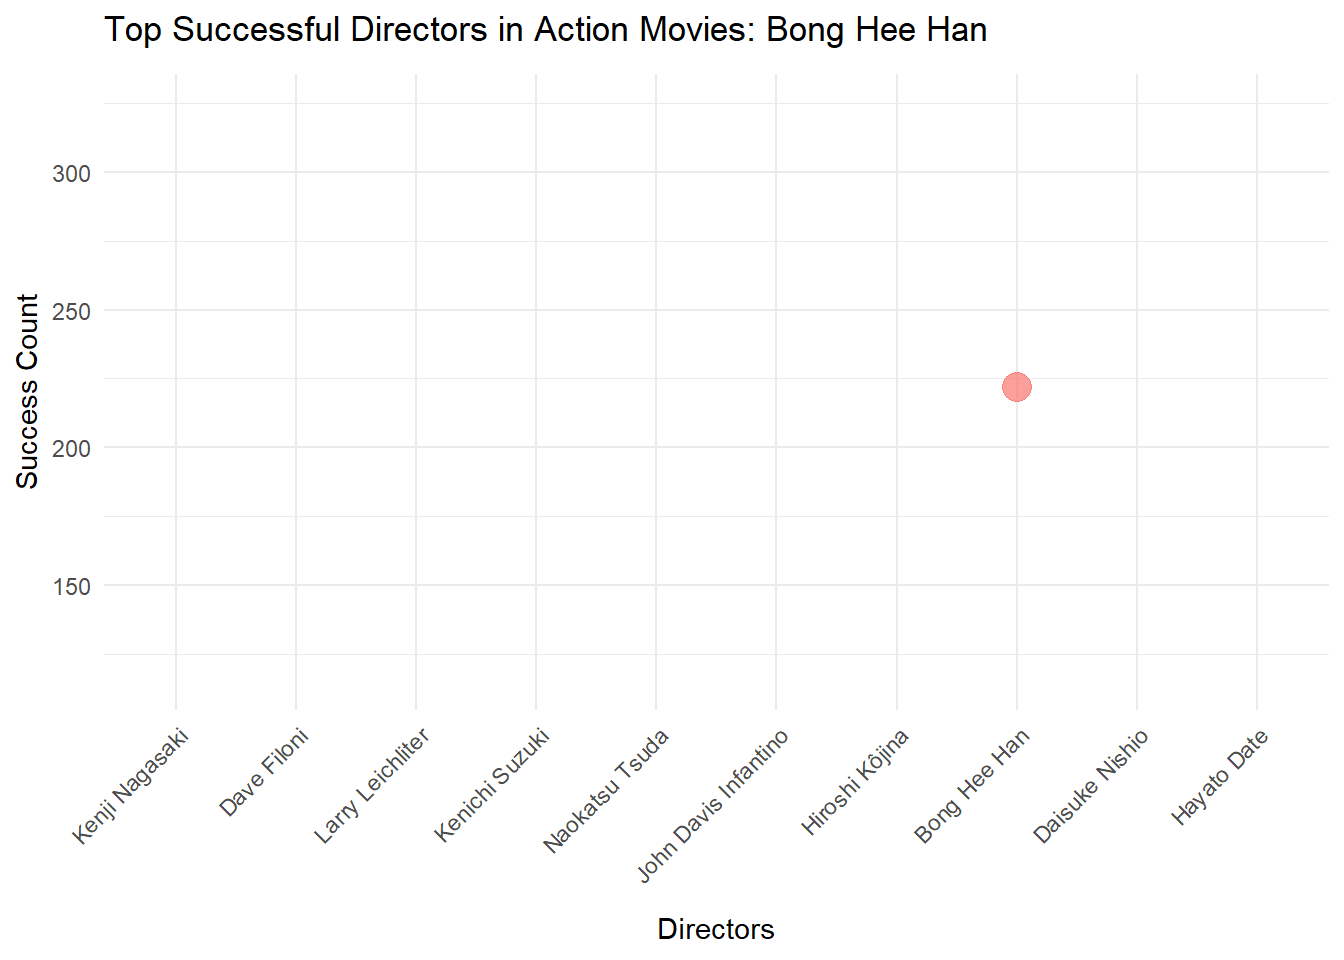 Top Successful Directors in Action Movies: Bong Hee Han
Success Count
300
250
200
150
Kenji Nagasaki
Dave Filoni
Larry Leichliter
Kenichi Suzuki
Naokatsu Tsuda
John Davis Infantino
Hiroshi Kôjina
Bong Hee Han
Daisuke Nishio
Hayato Date
Directors